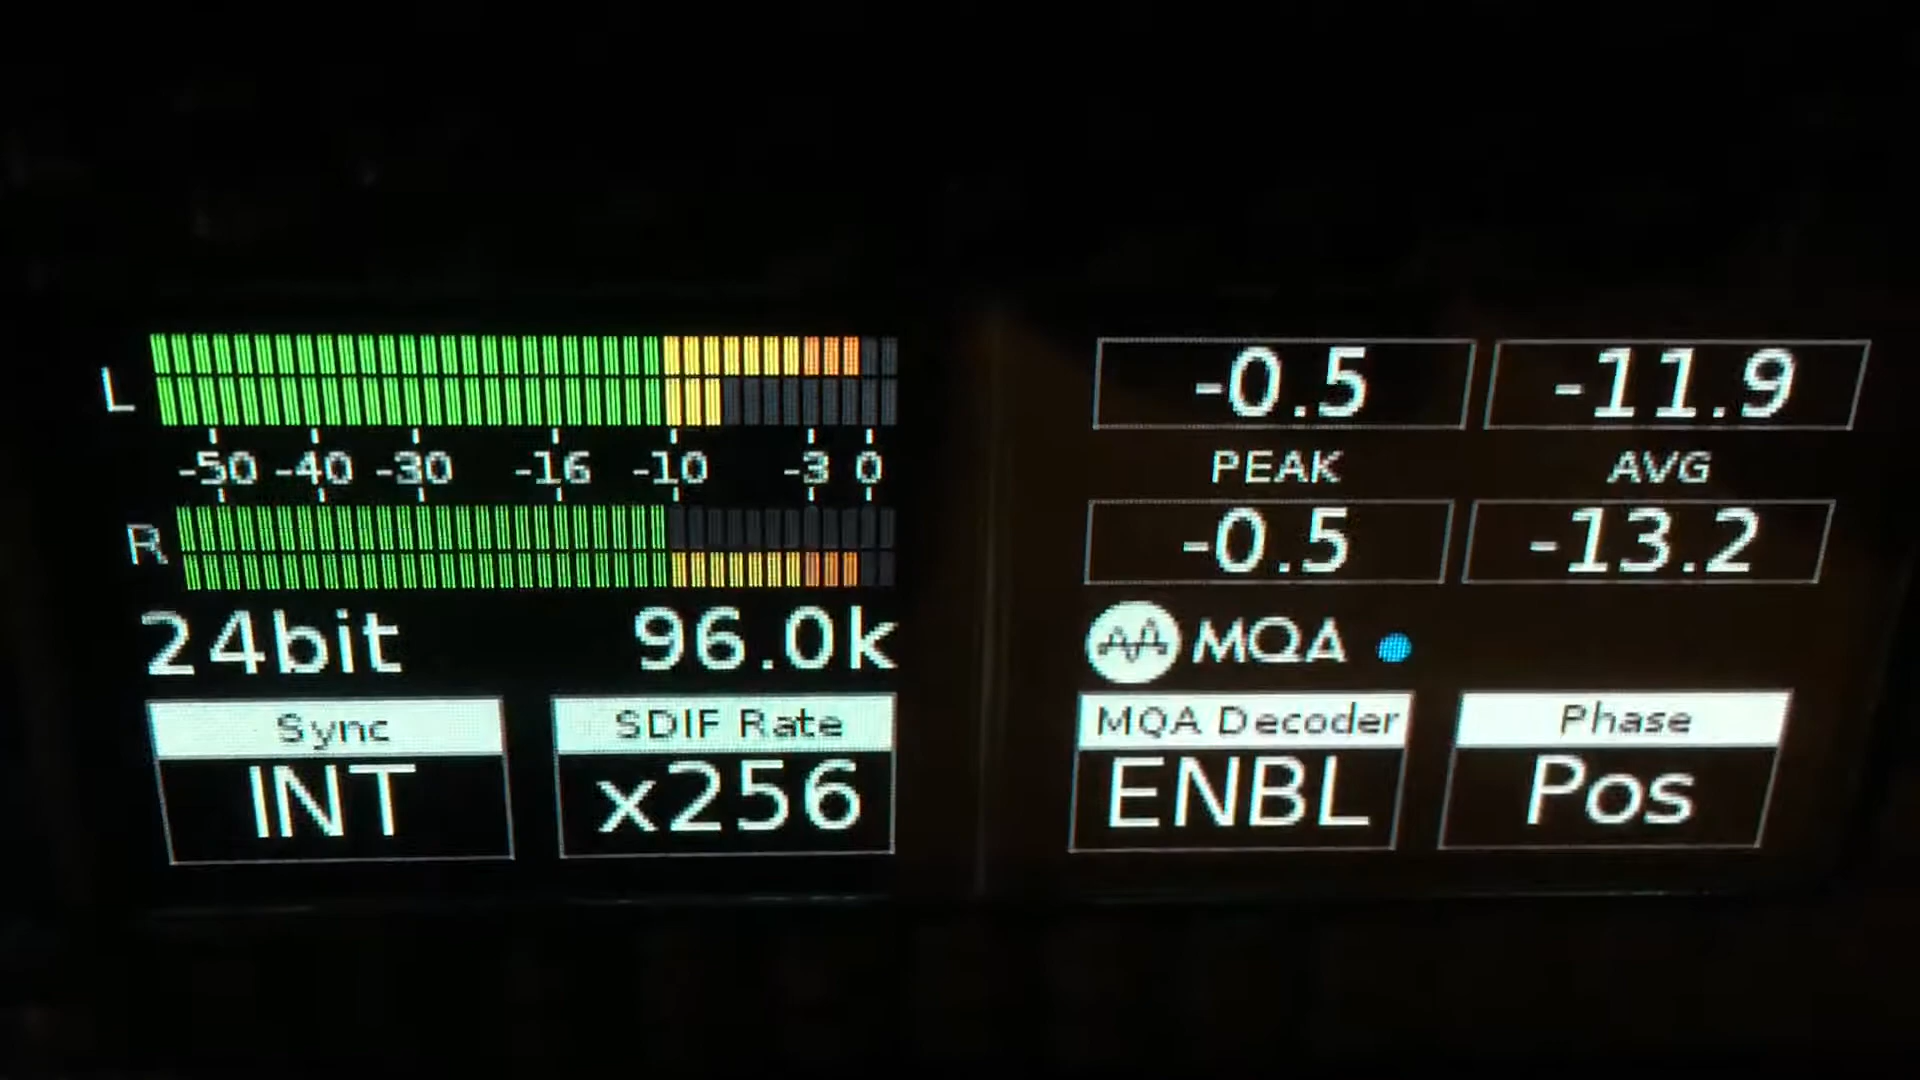 L
-50 -40 -30 -16 -10 -3 0
R
24bit 96.0k
Sync
INT
SDIF Rate
x256
-0.5 -11.9
PEAK AVG
-0.5 -13.2
MQA
MQA Decoder
ENBL
Phase
Pos